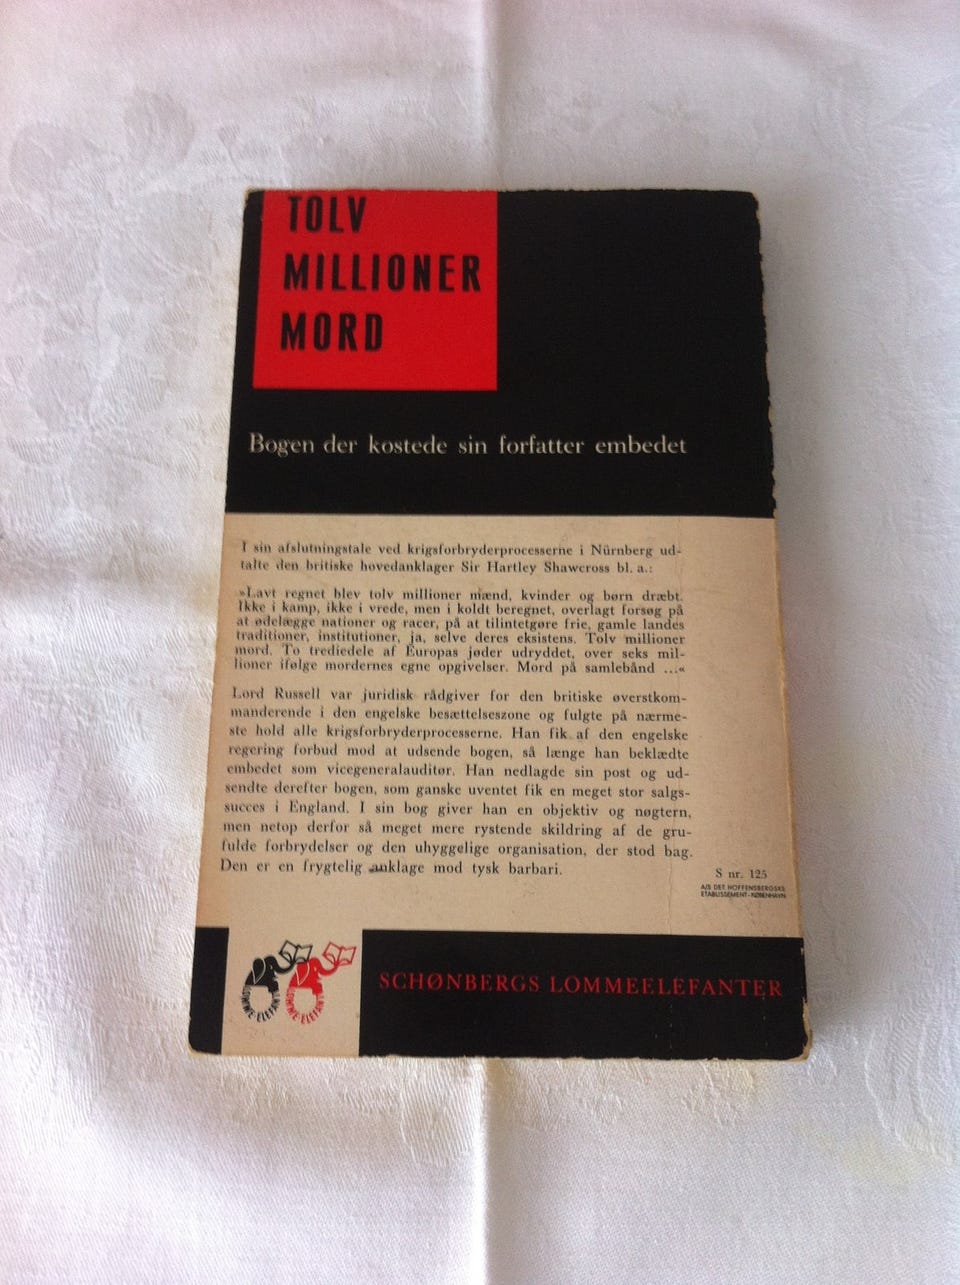 TOLV
MILLIONER
MORD
Bogen der kostede sin forfatter embedet
I sin afslutningstale ved krigsforbryderprocesserne i Nürnberg ud-
talte den britiske hovedanklager Sir Hartley Shawcross bl. a.:
»Lavt regnet blev tolv millioner mænd, kvinder og børn dræbt.
Ikke i kamp, ikke i vrede, men i koldt beregnet, overlagt forsøg på
at ødelægge nationer og racer, på at tilintetgøre frie, gamle landes
traditioner, institutioner, ja, selve deres eksistens. Tolv millioner
mord. To trediedele af Europas jøder udryddet, over seks mil-
lioner ifølge mordernes egne opgivelser. Mord på samlebånd ...«
Lord Russell var juridisk rådgiver for den britiske øverstkom-
manderende i den engelske besættelseszone og fulgte på nærme-
ste hold alle krigsforbryderprocesserne. Han fik af den engelske
regering forbud mod at udsende bogen, så længe han beklædte
embedet som vicegeneralauditør. Han nedlagde sin post og ud-
sendte derefter bogen, som ganske uventet fik en meget stor salgs-
succes i England. I sin bog giver han en objektiv og nøgtern,
men netop derfor så meget mere rystende skildring af de gru-
fulde forbrydelser og den uhyggelige organisation, der stod bag.
Den er en frygtelig anklage mod tysk barbari.
S nr. 125
A/S DET HOFFENSBERGSKE
ETABLISSEMENT - KØBENHAVN
LOMME-ELEFANT
LOMME-ELEFANT
SCHØNBERGS LOMMEELEFANTER